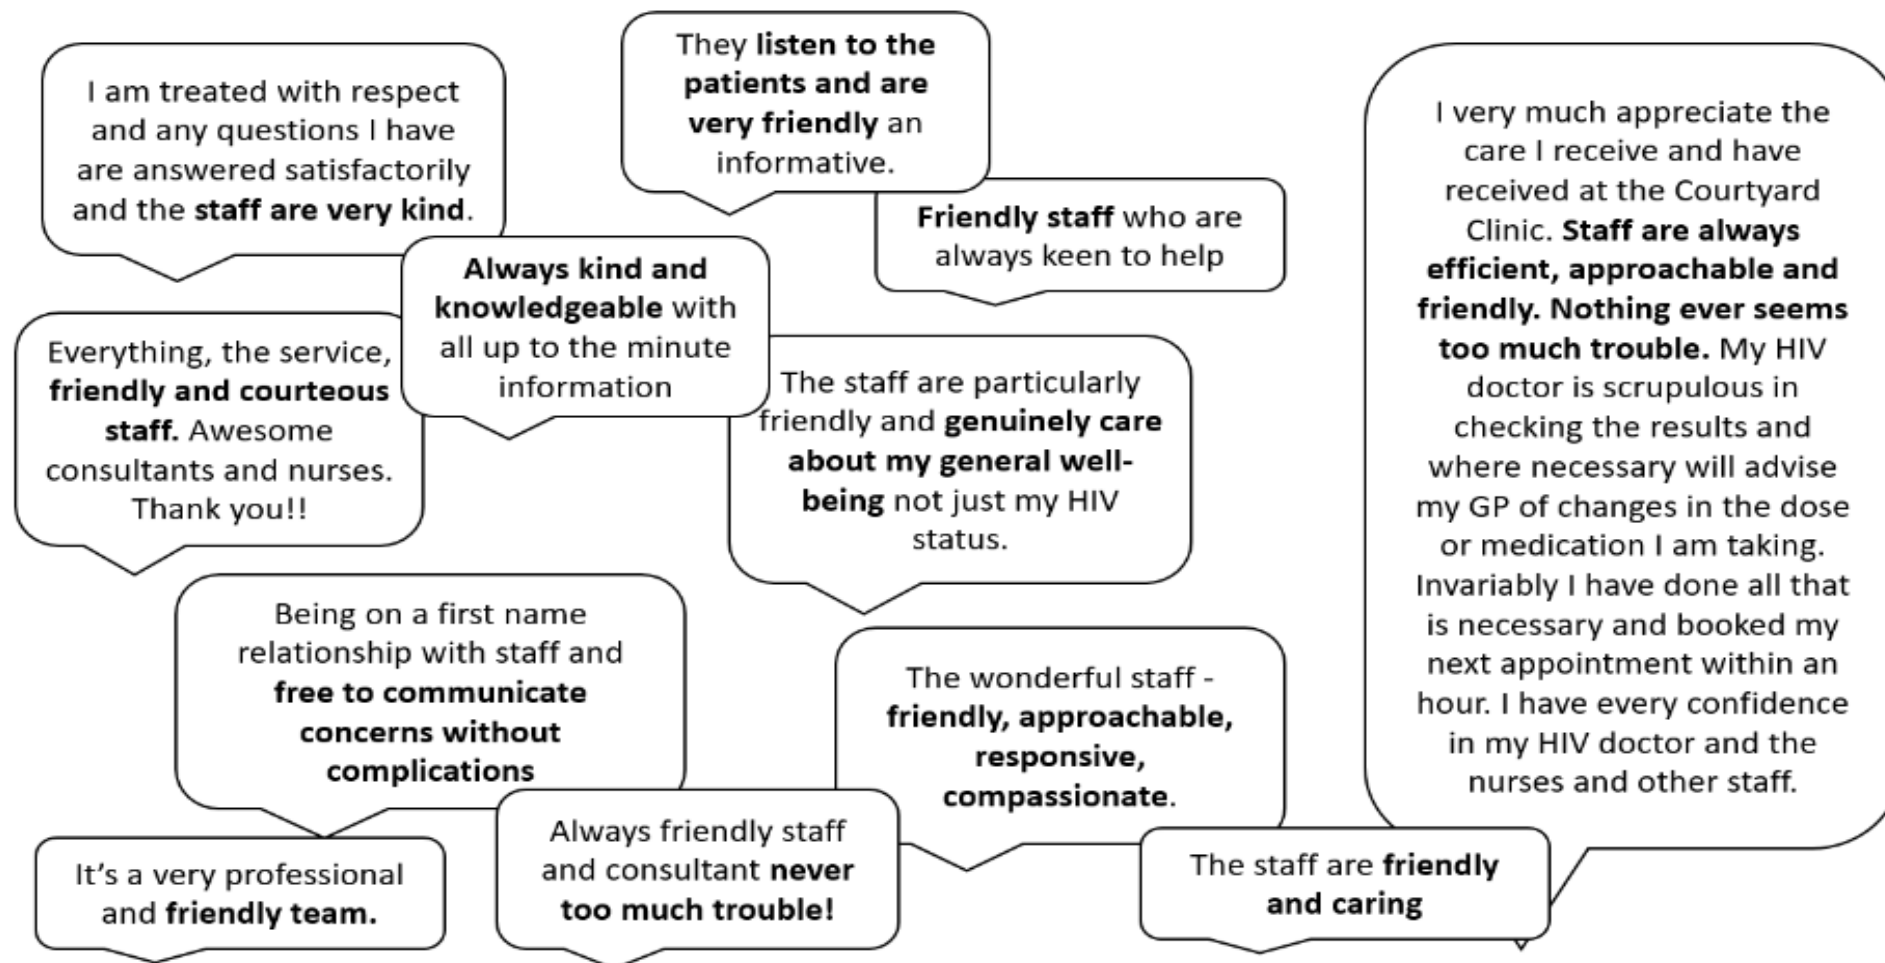 I am treated with respect
and any questions I have
are answered satisfactorily
and the staff are very kind.
They listen to the
patients and are
very friendly an
informative.
Friendly staff who are
always keen to help
Always kind and
knowledgeable with
all up to the minute
information
Everything, the service,
friendly and courteous
staff. Awesome
consultants and nurses.
Thank you!!
The staff are particularly
friendly and genuinely care
about my general well-
being not just my HIV
status.
I very much appreciate the
care I receive and have
received at the Courtyard
Clinic. Staff are always
efficient, approachable and
friendly. Nothing ever seems
too much trouble. My HIV
doctor is scrupulous in
checking the results and
where necessary will advise
my GP of changes in the dose
or medication I am taking.
Invariably I have done all that
is necessary and booked my
next appointment within an
hour. I have every confidence
in my HIV doctor and the
nurses and other staff.
Being on a first name
relationship with staff and
free to communicate
concerns without
complications
The wonderful staff -
friendly, approachable,
responsive,
compassionate.
It's a very professional
and friendly team.
Always friendly staff
and consultant never
too much trouble!
The staff are friendly
and caring